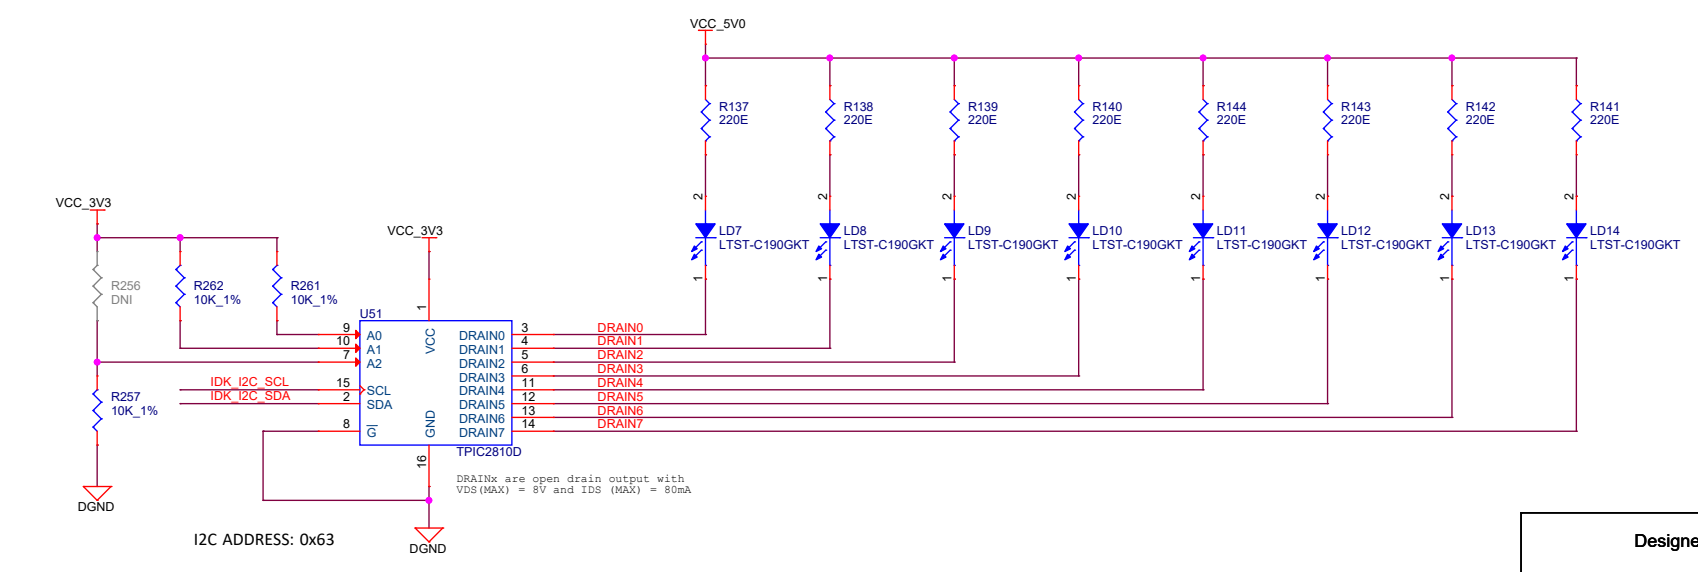 VCC_5V0
R137
220E
R138
220E
R139
220E
R140
220E
R144
220E
R143
220E
R142
220E
R141
220E
2
2
2
2
2
2
2
2
LD7
LTST-C190GKT
LD8
LTST-C190GKT
LD9
LTST-C190GKT
LD10
LTST-C190GKT
LD11
LTST-C190GKT
LD12
LTST-C190GKT
LD13
LTST-C190GKT
LD14
LTST-C190GKT
1
1
1
1
1
1
1
1
VCC_3V3
VCC_3V3
R256
DNI
R262
10K_1%
R261
10K_1%
R257
10K_1%
1
U51
9
A0
10
A1
7
A2
IDK_I2C_SCL
15
SCL
IDK_I2C_SDA
2
SDA
8
G
VCC
GND
16
DRAIN0
3
DRAIN0
DRAIN1
4
DRAIN1
DRAIN2
5
DRAIN2
DRAIN3
6
DRAIN3
DRAIN4
11
DRAIN4
DRAIN5
12
DRAIN5
DRAIN6
13
DRAIN6
DRAIN7
14
DRAIN7
TPIC2810D
DRAINx are open drain output with
VDS(MAX) = 8V and IDS (MAX) = 80mA
DGND
DGND
I2C ADDRESS: 0x63
Designe